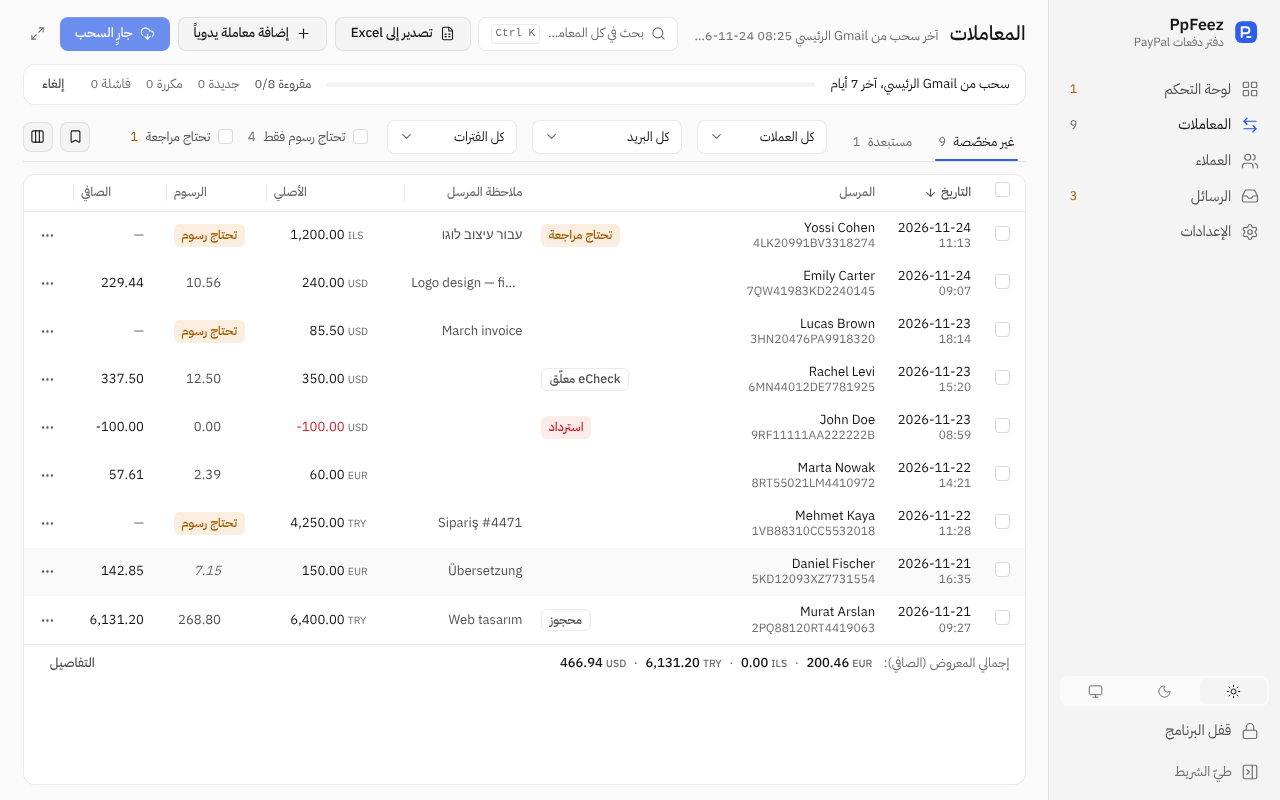 PpFeez
دفتر دفعات PayPal
لوحة التحكم 1
المعاملات 9
العملاء
الرسائل 3
الإعدادات
قفل البرنامج
طيّ الشريط
المعاملات
آخر سحب من Gmail الرئيسي 08:25 24-11-6...
بحث في كل المعامـ... Ctrl K
تصدير إلى Excel
إضافة معاملة يدوياً
جارٍ السحب
سحب من Gmail الرئيسي، آخر 7 أيام
مقروءة 0/8 جديدة 0 مكررة 0 فاشلة 0 إلغاء
غير مخصّصة 9 مستبعدة 1 كل العملات كل البريد كل الفترات تحتاج رسوم فقط 4 تحتاج مراجعة 1
التاريخ ↓ المرسل ملاحظة المرسل الأصلي الرسوم الصافي
2026-11-24 Yossi Cohen تحتاج مراجعة עבור עיצוב לוגו 1,200.00 ILS تحتاج رسوم —
11:13 4LK20991BV3318274
2026-11-24 Emily Carter Logo design — fi... 240.00 USD 10.56 229.44
09:07 7QW41983KD2240145
2026-11-23 Lucas Brown March invoice 85.50 USD تحتاج رسوم —
18:14 3HN20476PA9918320
2026-11-23 Rachel Levi eCheck معلّق 350.00 USD 12.50 337.50
15:20 6MN44012DE7781925
2026-11-23 John Doe استرداد -100.00 USD 0.00 -100.00
08:59 9RF11111AA222222B
2026-11-22 Marta Nowak 60.00 EUR 2.39 57.61
14:21 8RT55021LM4410972
2026-11-22 Mehmet Kaya Sipariş #4471 4,250.00 TRY تحتاج رسوم —
11:28 1VB88310CC5532018
2026-11-21 Daniel Fischer Übersetzung 150.00 EUR 7.15 142.85
16:35 5KD12093XZ7731554
2026-11-21 Murat Arslan محجوز Web tasarım 6,400.00 TRY 268.80 6,131.20
09:27 2PQ88120RT4419063
إجمالي المعروض (الصافي): 200.46 EUR · 0.00 ILS · 6,131.20 TRY · 466.94 USD التفاصيل